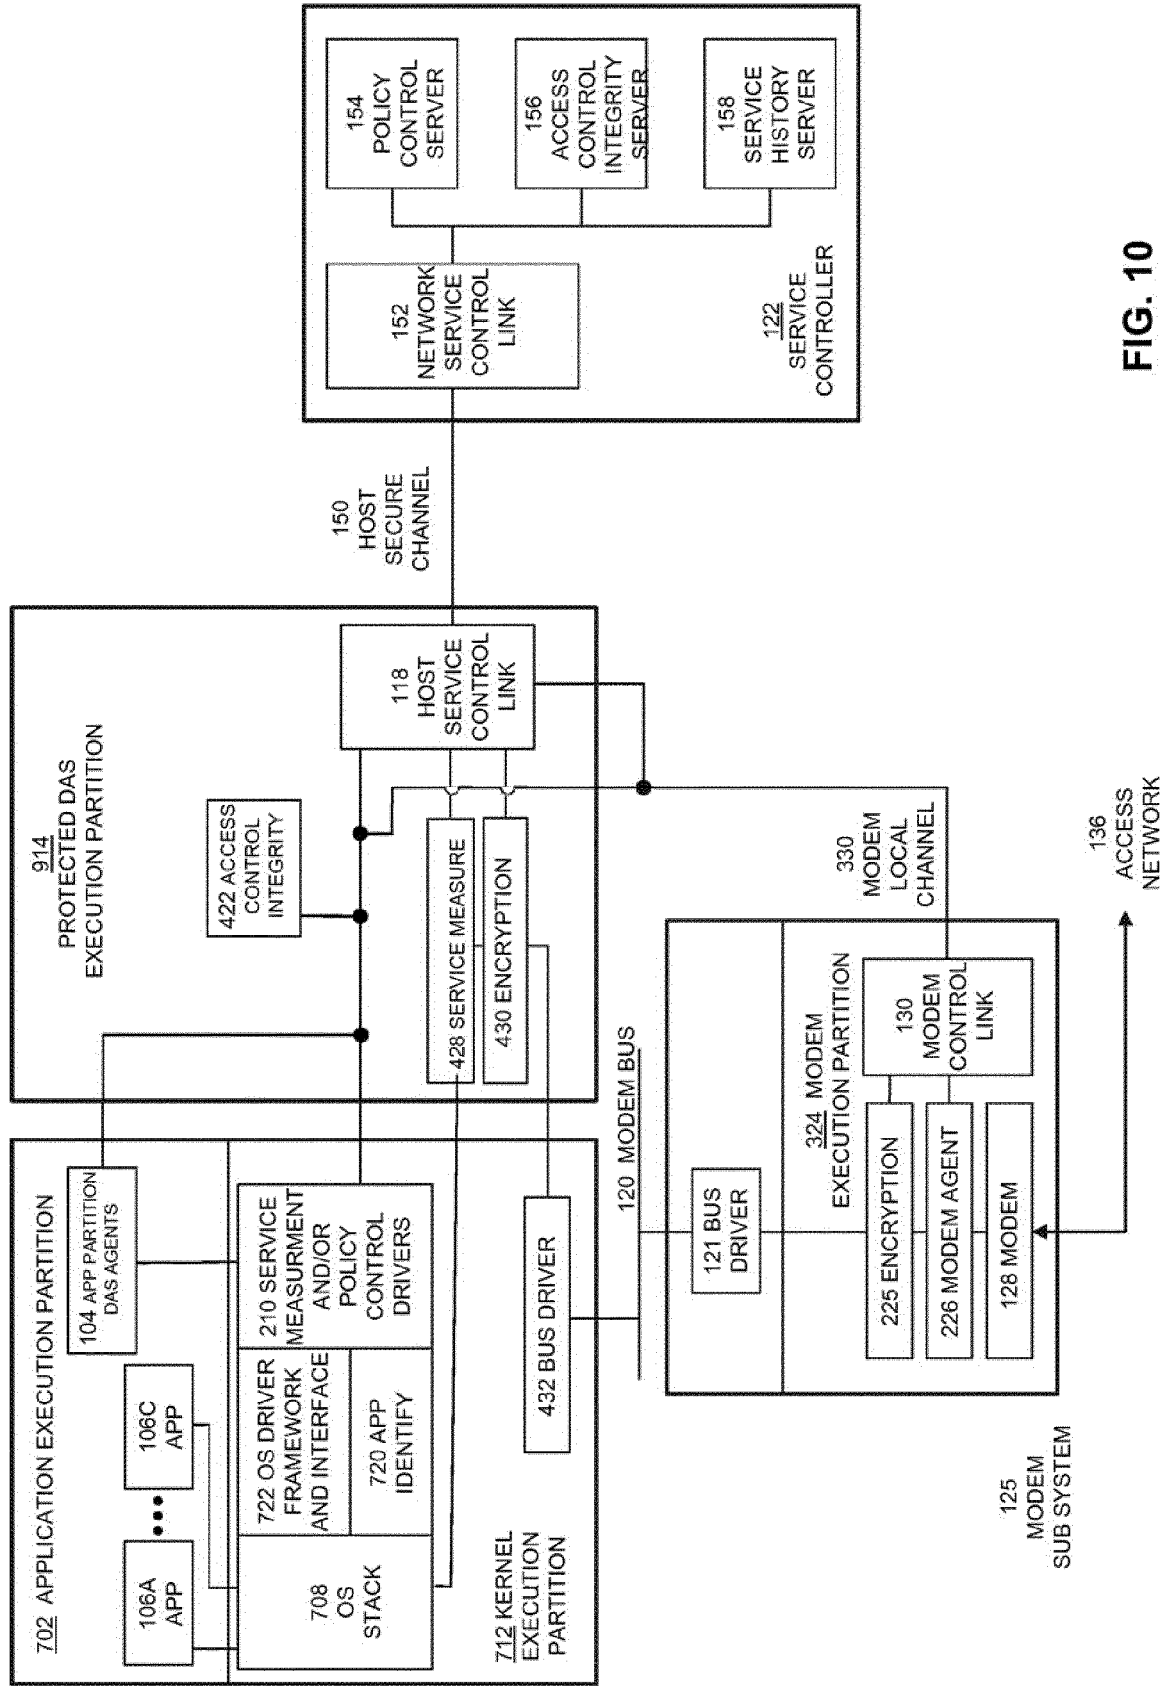 702 APPLICATION EXECUTION PARTITION
106A
APP
106C
APP
104 APP PARTITION
DAS AGENTS
708
OS
STACK
722 OS DRIVER
FRAMEWORK
AND INTERFACE
720 APP
IDENTIFY
210 SERVICE
MEASURMENT
AND/OR
POLICY
CONTROL
DRIVERS
712 KERNEL
EXECUTION
PARTITION
432 BUS DRIVER
914
PROTECTED DAS
EXECUTION PARTITION
422 ACCESS
CONTROL
INTEGRITY
428 SERVICE MEASURE
430 ENCRYPTION
118
HOST
SERVICE
CONTROL
LINK
150
HOST
SECURE
CHANNEL
152
NETWORK
SERVICE
CONTROL
LINK
154
POLICY
CONTROL
SERVER
156
ACCESS
CONTROL
INTEGRITY
SERVER
158
SERVICE
HISTORY
SERVER
122
SERVICE
CONTROLLER
120 MODEM BUS
121 BUS
DRIVER
324 MODEM
EXECUTION PARTITION
225 ENCRYPTION
226 MODEM AGENT
128 MODEM
130
MODEM
CONTROL
LINK
330
MODEM
LOCAL
CHANNEL
125
MODEM
SUB SYSTEM
136
ACCESS
NETWORK
FIG. 10